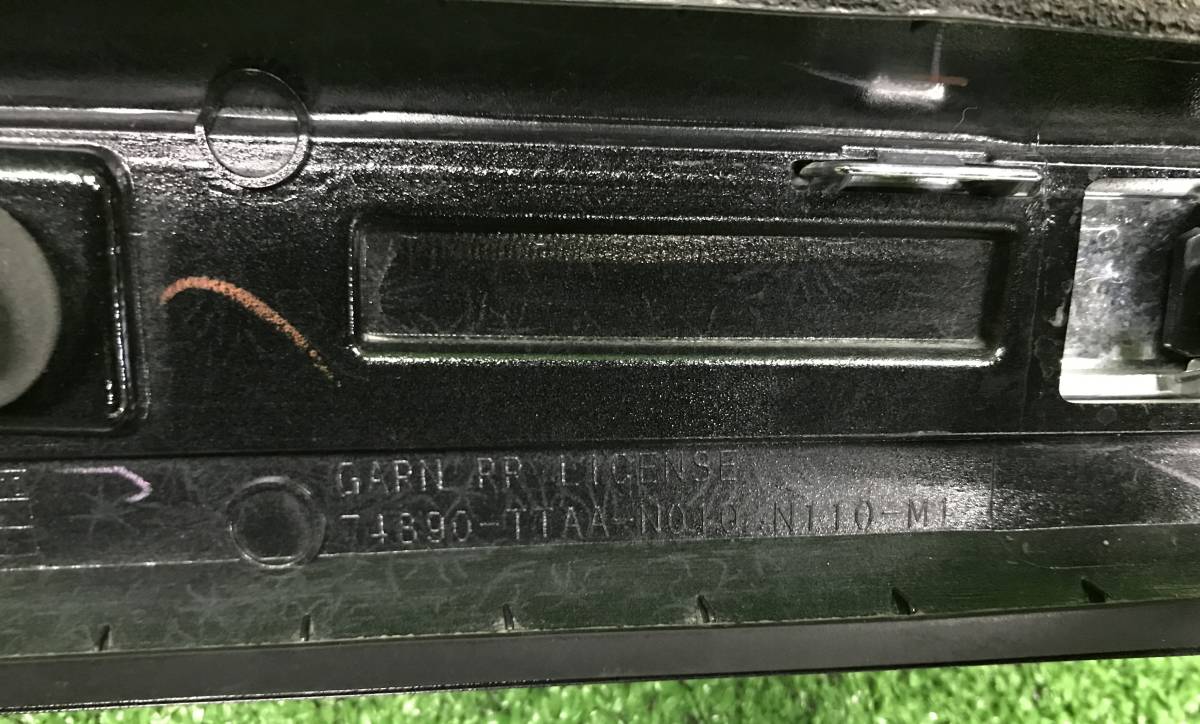 GARN RR LICENSE
74890-TTAA-N010 N110-M1